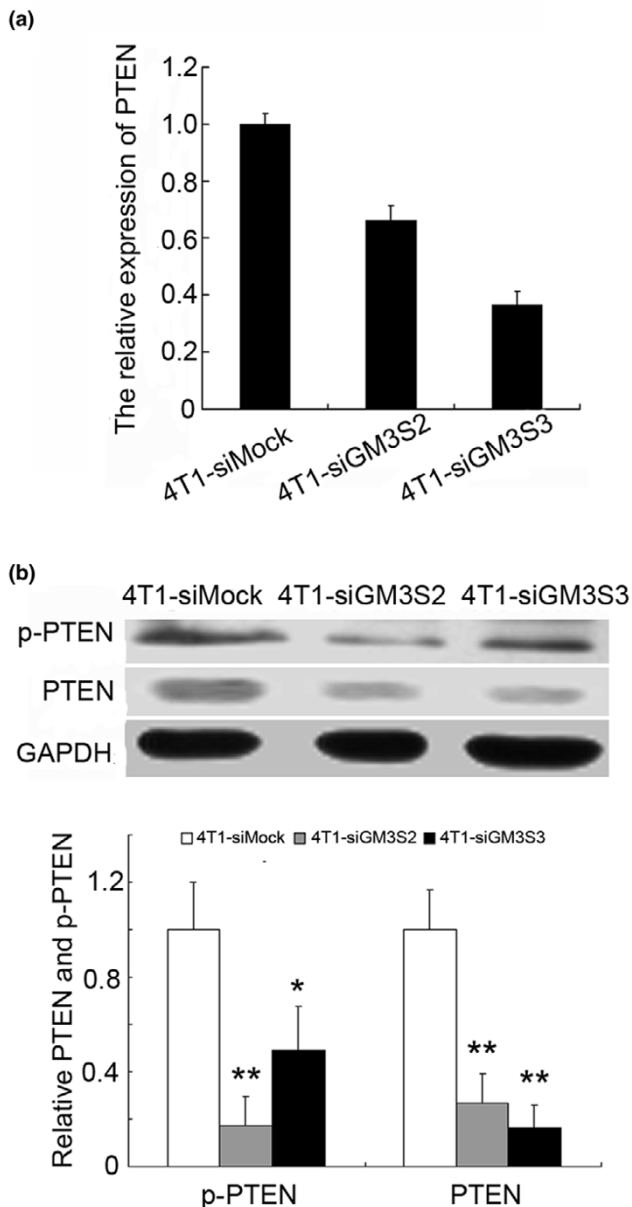 (a)
The relative expression of PTEN
1.2
1.0
0.8
0.6
0.4
0.2
0
4T1-siMock
4T1-siGM3S2
4T1-siGM3S3
(b)
4T1-siMock 4T1-siGM3S2 4T1-siGM3S3
p-PTEN
PTEN
GAPDH
Relative PTEN and p-PTEN
4T1-siMock 4T1-siGM3S2 4T1-siGM3S3
1.2
0.8
0.4
0
**
*
**
**
p-PTEN PTEN